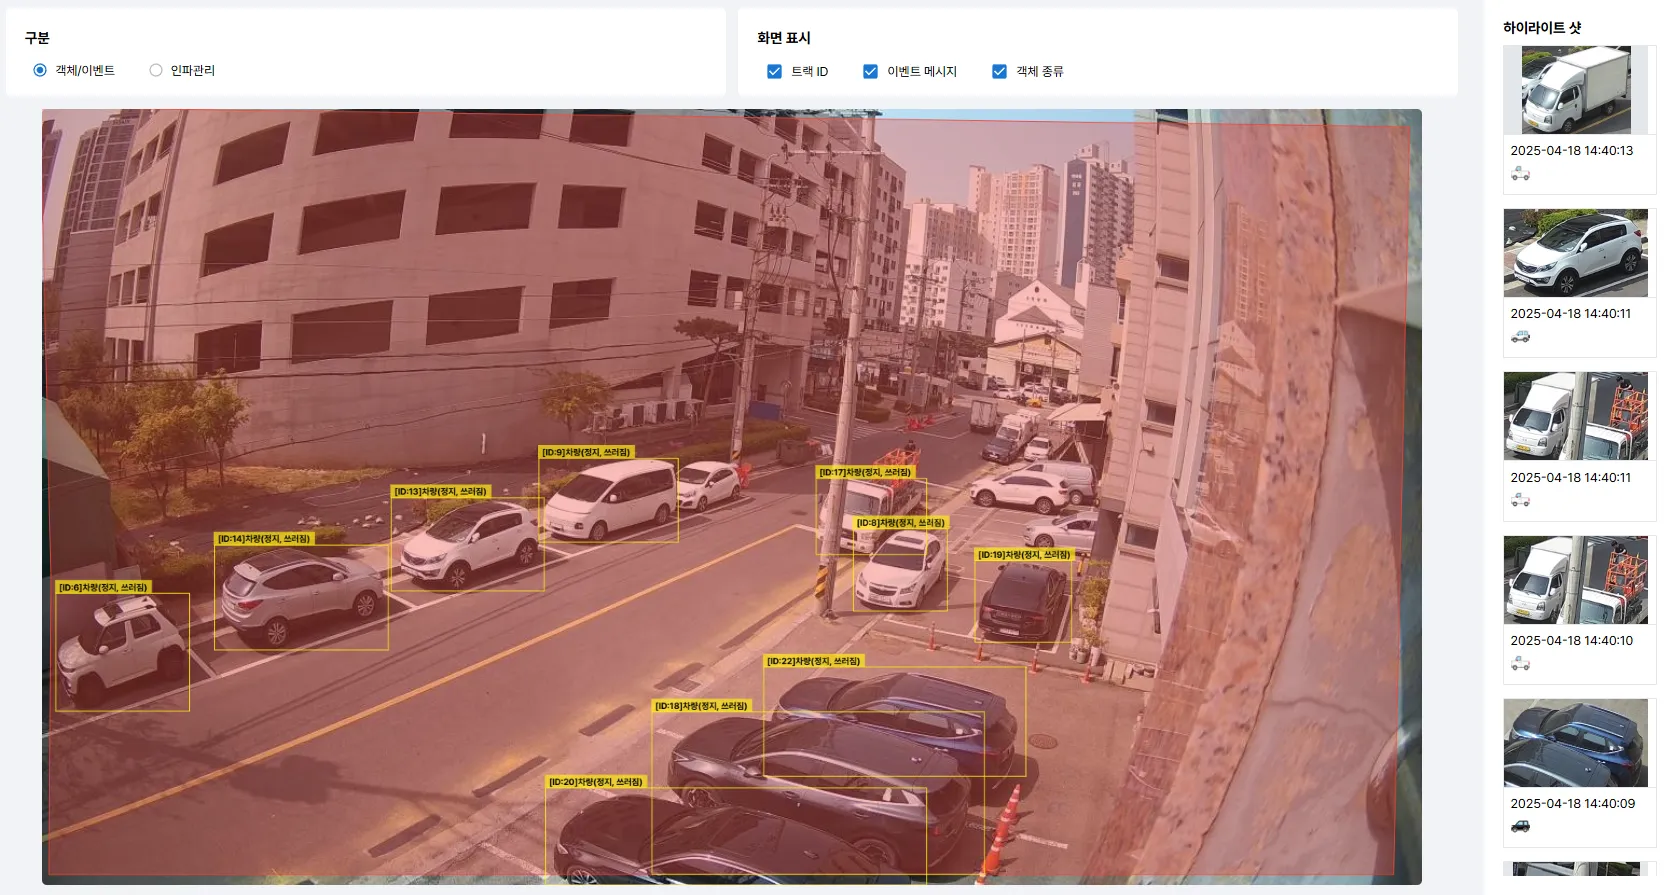 구분
객체/이벤트
인파관리
화면 표시
트랙 ID
이벤트 메시지
객체 종류
[ID:9]차량(정지, 쓰러짐)
[ID:17]차량(정지, 쓰러짐)
[ID:13]차량(정지, 쓰러짐)
[ID:8]차량(정지, 쓰러짐)
[ID:14]차량(정지, 쓰러짐)
[ID:19]차량(정지, 쓰러짐)
[ID:6]차량(정지, 쓰러짐)
[ID:22]차량(정지, 쓰러짐)
[ID:18]차량(정지, 쓰러짐)
[ID:20]차량(정지, 쓰러짐)
하이라이트 샷
2025-04-18 14:40:13
2025-04-18 14:40:11
2025-04-18 14:40:11
2025-04-18 14:40:10
2025-04-18 14:40:09